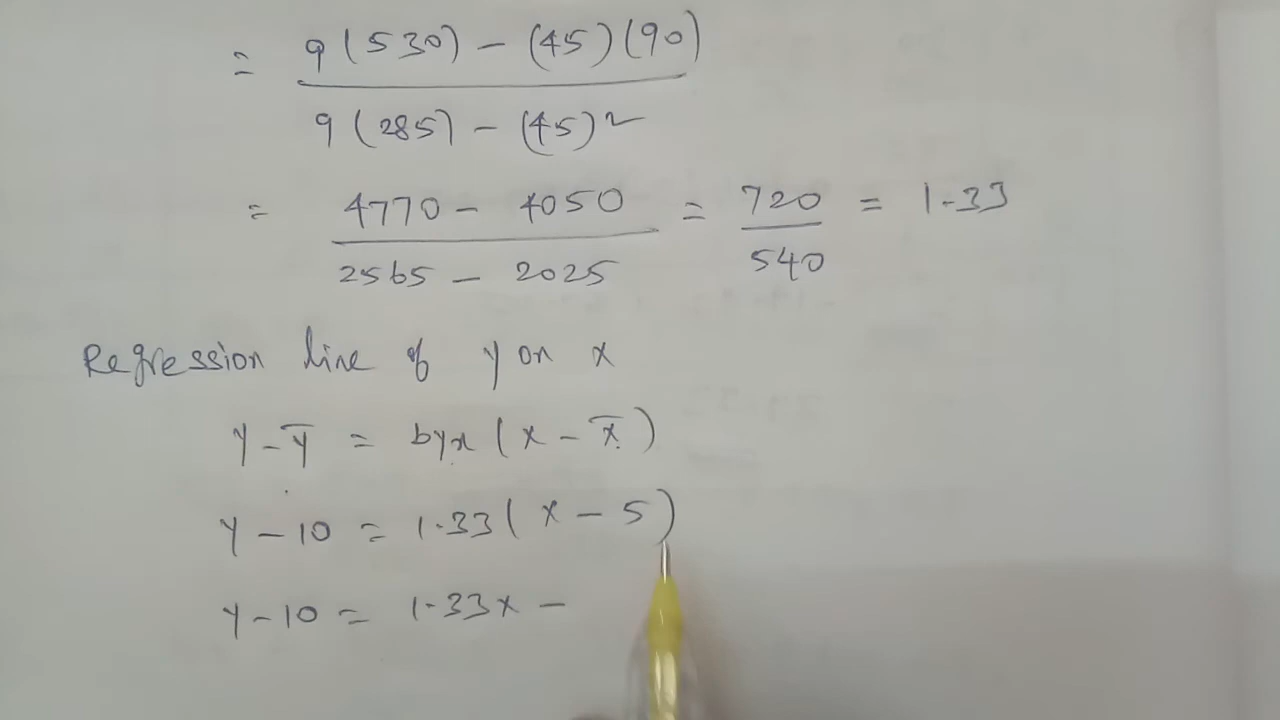 = 9(530) - (45)(90)
9(285) - (45)²
= 4770 - 4050 = 720 = 1.33
2565 - 2025 540
Regression line of y on x
y - ȳ = byx (x - x̄)
y - 10 = 1.33(x - 5)
y - 10 = 1.33x -